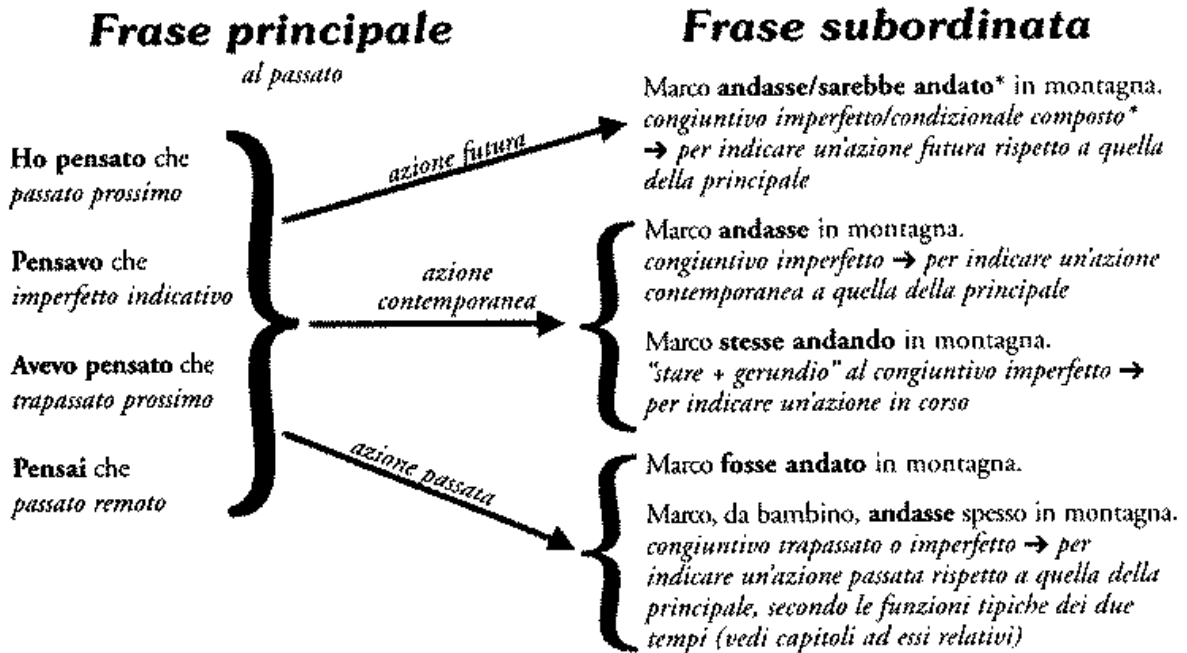 Frase principale
al passato
Ho pensato che
passato prossimo
Pensavo che
imperfetto indicativo
Avevo pensato che
trapassato prossimo
Pensai che
passato remoto
azione futura
azione
contemporanea
azione passata
Frase subordinata
Marco andasse/sarebbe andato* in montagna.
congiuntivo imperfetto/condizionale composto*
→ per indicare un'azione futura rispetto a quella
della principale
Marco andasse in montagna.
congiuntivo imperfetto → per indicare un'azione
contemporanea a quella della principale
Marco stesse andando in montagna.
"stare + gerundio" al congiuntivo imperfetto →
per indicare un'azione in corso
Marco fosse andato in montagna.
Marco, da bambino, andasse spesso in montagna.
congiuntivo trapassato o imperfetto → per
indicare un'azione passata rispetto a quella della
principale, secondo le funzioni tipiche dei due
tempi (vedi capitoli ad essi relativi)